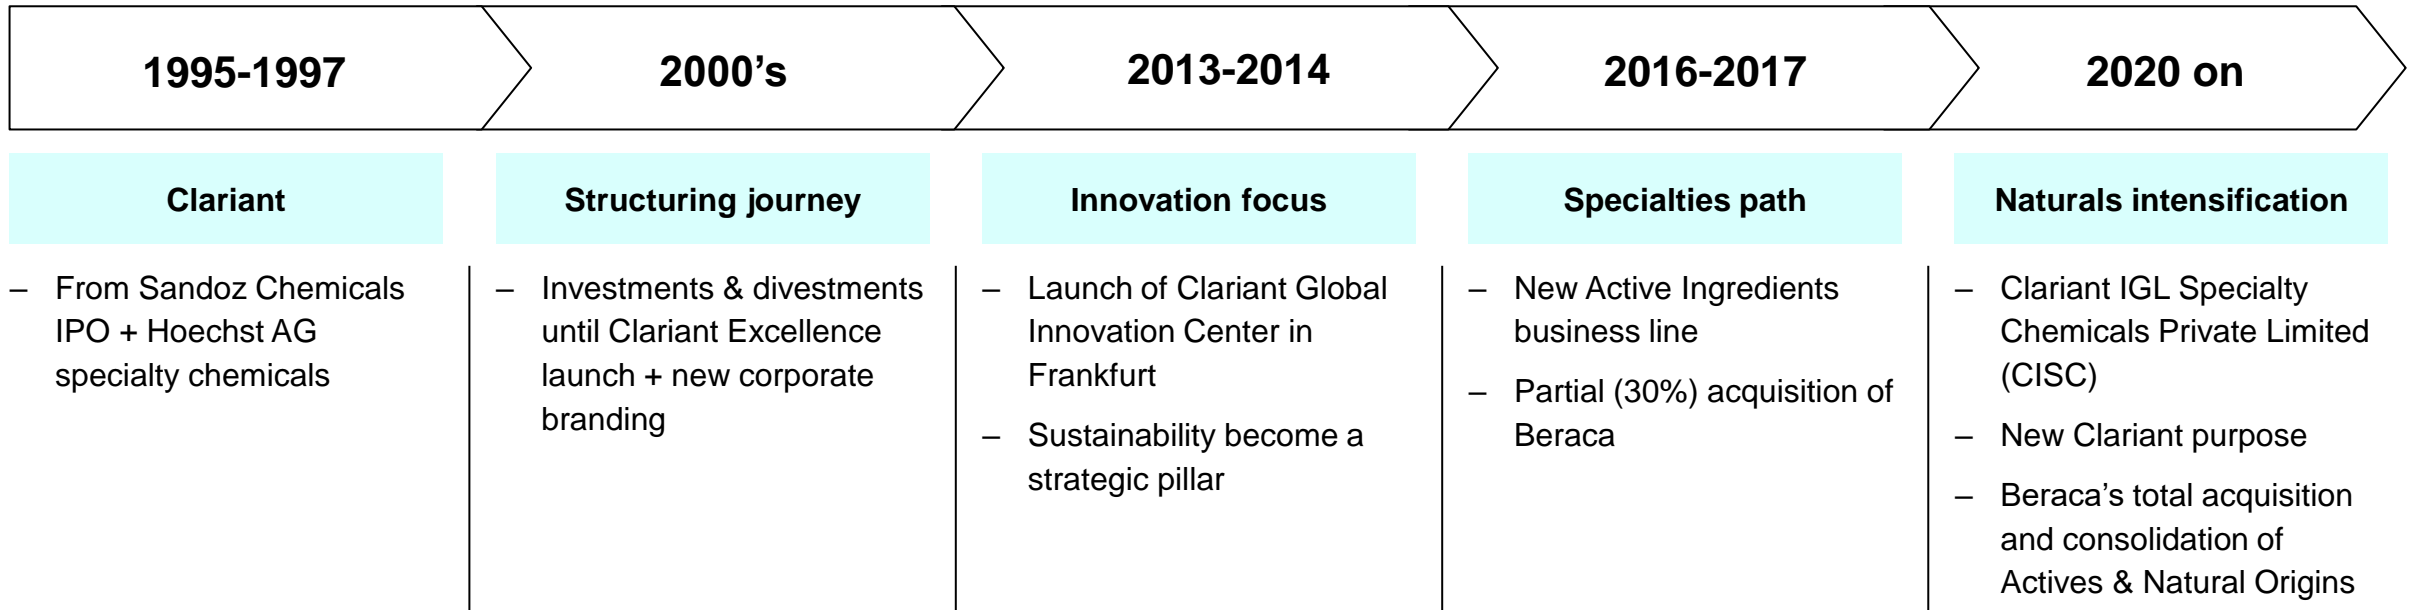 1995-1997
2000’s
2013-2014
2016-2017
2020 on
Clariant
Structuring journey
Innovation focus
Specialties path
Naturals intensification
– From Sandoz Chemicals
IPO + Hoechst AG
specialty chemicals
– Investments & divestments
until Clariant Excellence
launch + new corporate
branding
– Launch of Clariant Global
Innovation Center in
Frankfurt
– Sustainability become a
strategic pillar
– New Active Ingredients
business line
– Partial (30%) acquisition of
Beraca
– Clariant IGL Specialty
Chemicals Private Limited
(CISC)
– New Clariant purpose
– Beraca’s total acquisition
and consolidation of
Actives & Natural Origins